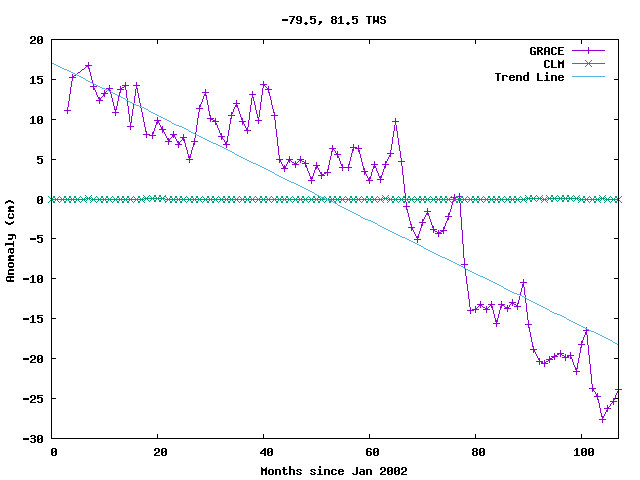 -79.5, 81.5 TWS
GRACE
CLM
Trend Line
20
15
10
5
0
-5
-10
-15
-20
-25
-30
Anomaly (cm)
0 20 40 60 80 100
Months since Jan 2002